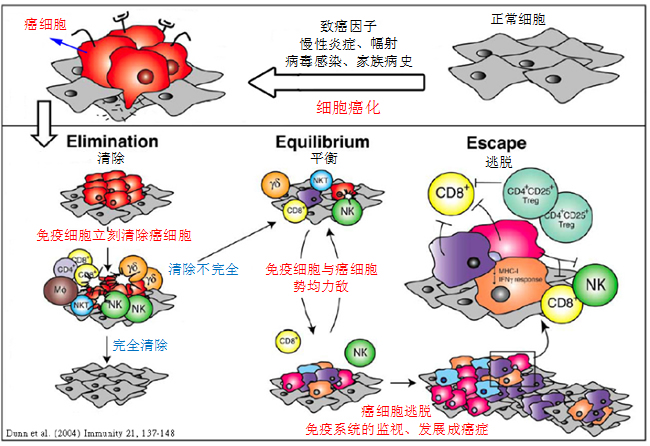 癌细胞
致癌因子
慢性炎症、幅射
病毒感染、家族病史
细胞癌化
正常细胞
Elimination
清除
Equilibrium
平衡
Escape
逃脱
免疫细胞立刻清除癌细胞
CD8+
CD4
CD8+
γδ
γδ
Mϕ
NKT
NK
NK
完全清除
清除不完全
γδ
NKT
CD8+
NK
免疫细胞与癌细胞
势均力敌
CD8+
NK
CD8+
CD4+CD25+
Treg
CD4+CD25+
Treg
MHC-I
IFNγ response
CD8+
NK
癌细胞逃脱
免疫系统的监视、发展成癌症
Dunn et al. (2004) Immunity 21, 137-148